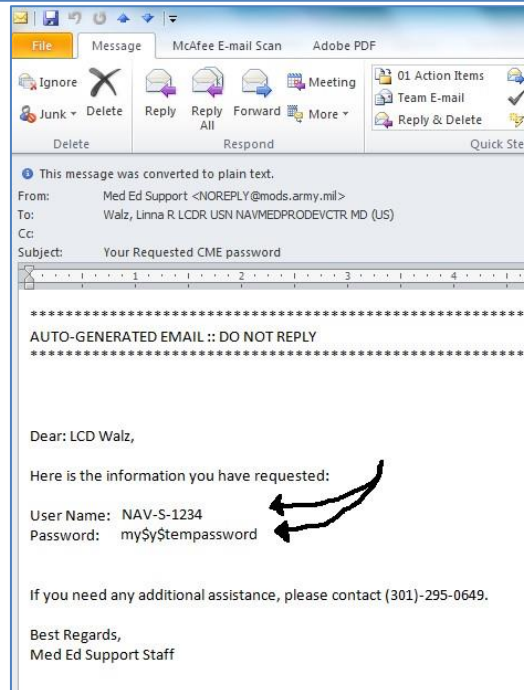 File Message McAfee E-mail Scan Adobe PDF
Ignore
Junk
Delete
Reply
Reply All
Forward
Meeting
More
01 Action Items
Team E-mail
Reply & Delete
Delete Respond Quick Ste
This message was converted to plain text.
From: Med Ed Support <NOREPLY@mods.army.mil>
To: Walz, Linna R LCDR USN NAVMEDPRODEVCTR MD (US)
Cc:
Subject: Your Requested CME password
1 2 3 4
************************************************************
AUTO-GENERATED EMAIL :: DO NOT REPLY
************************************************************
Dear: LCD Walz,
Here is the information you have requested:
User Name: NAV-S-1234
Password: my$y$tempassword
If you need any additional assistance, please contact (301)-295-0649.
Best Regards,
Med Ed Support Staff